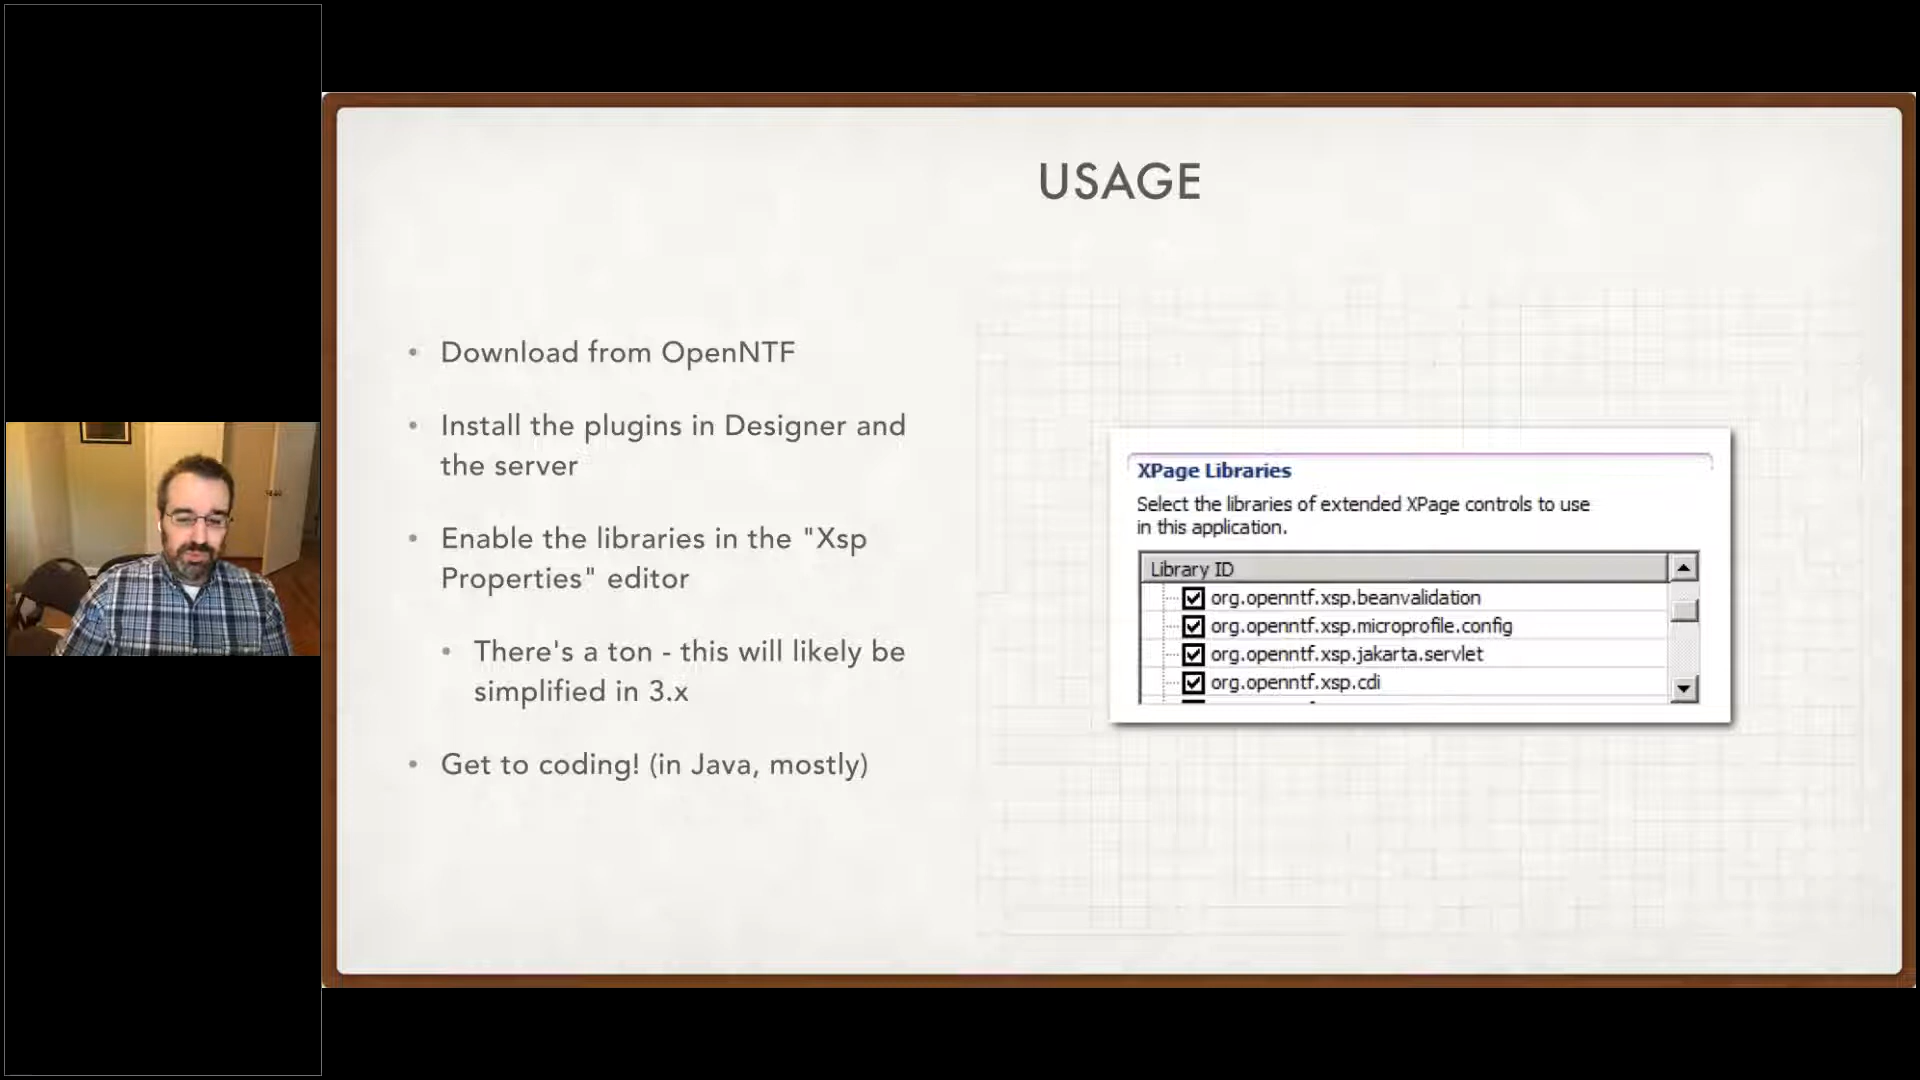 USAGE
• Download from OpenNTF
• Install the plugins in Designer and
the server
• Enable the libraries in the "Xsp
Properties" editor
• There's a ton - this will likely be
simplified in 3.x
• Get to coding! (in Java, mostly)
XPage Libraries
Select the libraries of extended XPage controls to use
in this application.
Library ID
org.openntf.xsp.beanvalidation
org.openntf.xsp.microprofile.config
org.openntf.xsp.jakarta.servlet
org.openntf.xsp.cdi